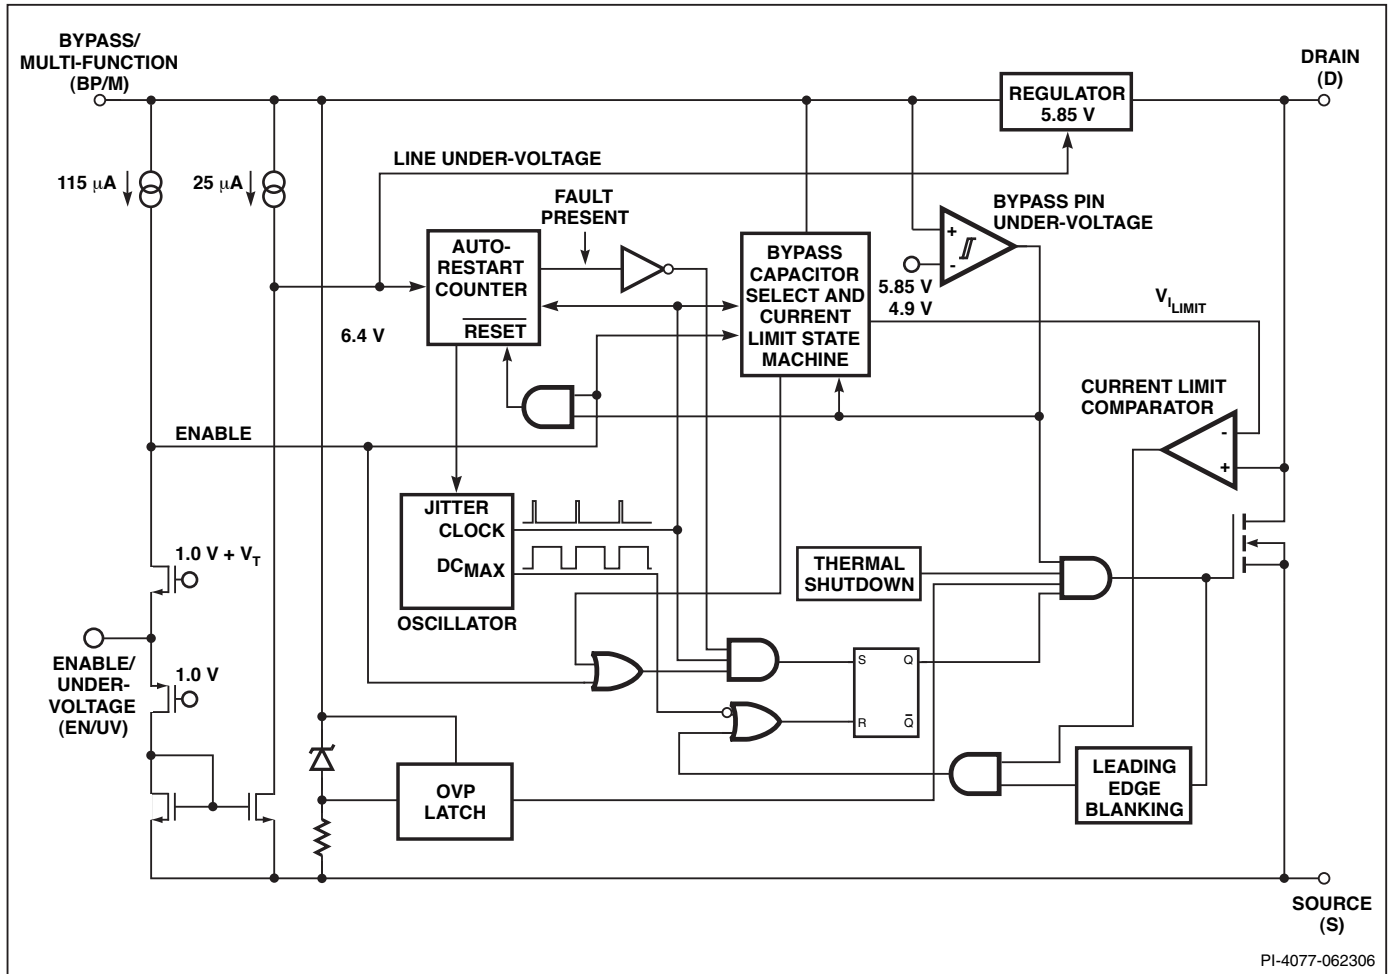 BYPASS/
MULTI-FUNCTION
(BP/M)
DRAIN
(D)
REGULATOR
5.85 V
LINE UNDER-VOLTAGE
115 µA
25 µA
FAULT
PRESENT
BYPASS PIN
UNDER-VOLTAGE
AUTO-
RESTART
COUNTER
RESET
BYPASS
CAPACITOR
SELECT AND
CURRENT
LIMIT STATE
MACHINE
+
-
5.85 V
4.9 V
VILIMIT
6.4 V
CURRENT LIMIT
COMPARATOR
-
+
ENABLE
JITTER
CLOCK
DCMAX
OSCILLATOR
1.0 V + VT
THERMAL
SHUTDOWN
ENABLE/
UNDER-
VOLTAGE
(EN/UV)
1.0 V
S Q
R Q̅
OVP
LATCH
LEADING
EDGE
BLANKING
SOURCE
(S)
PI-4077-062306